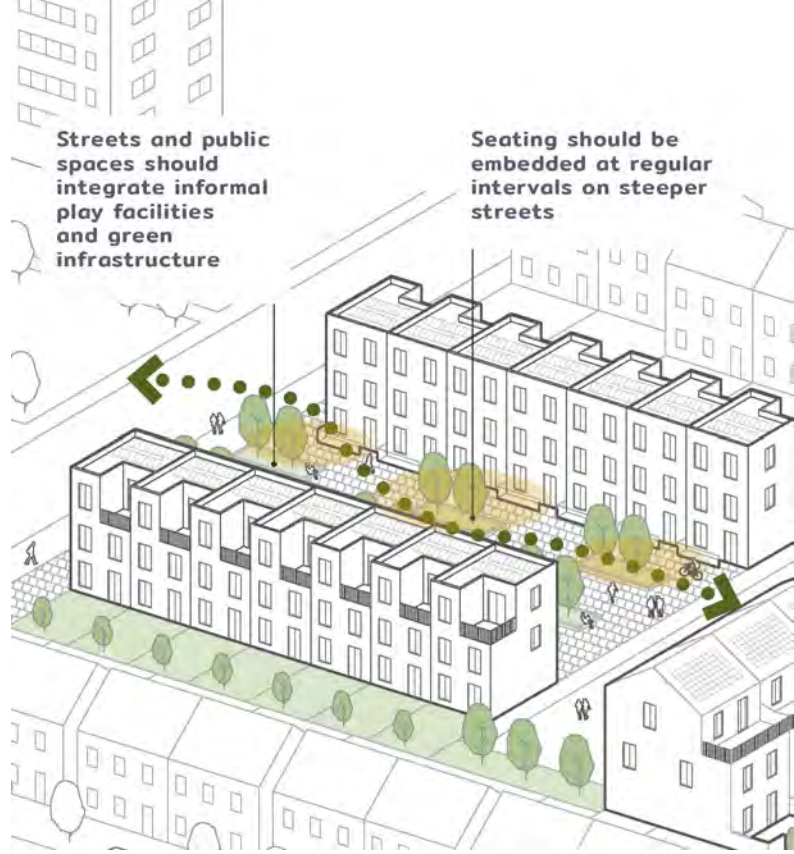 Streets and public
spaces should
integrate informal
play facilities
and green
infrastructure
Seating should be
embedded at regular
intervals on steeper
streets